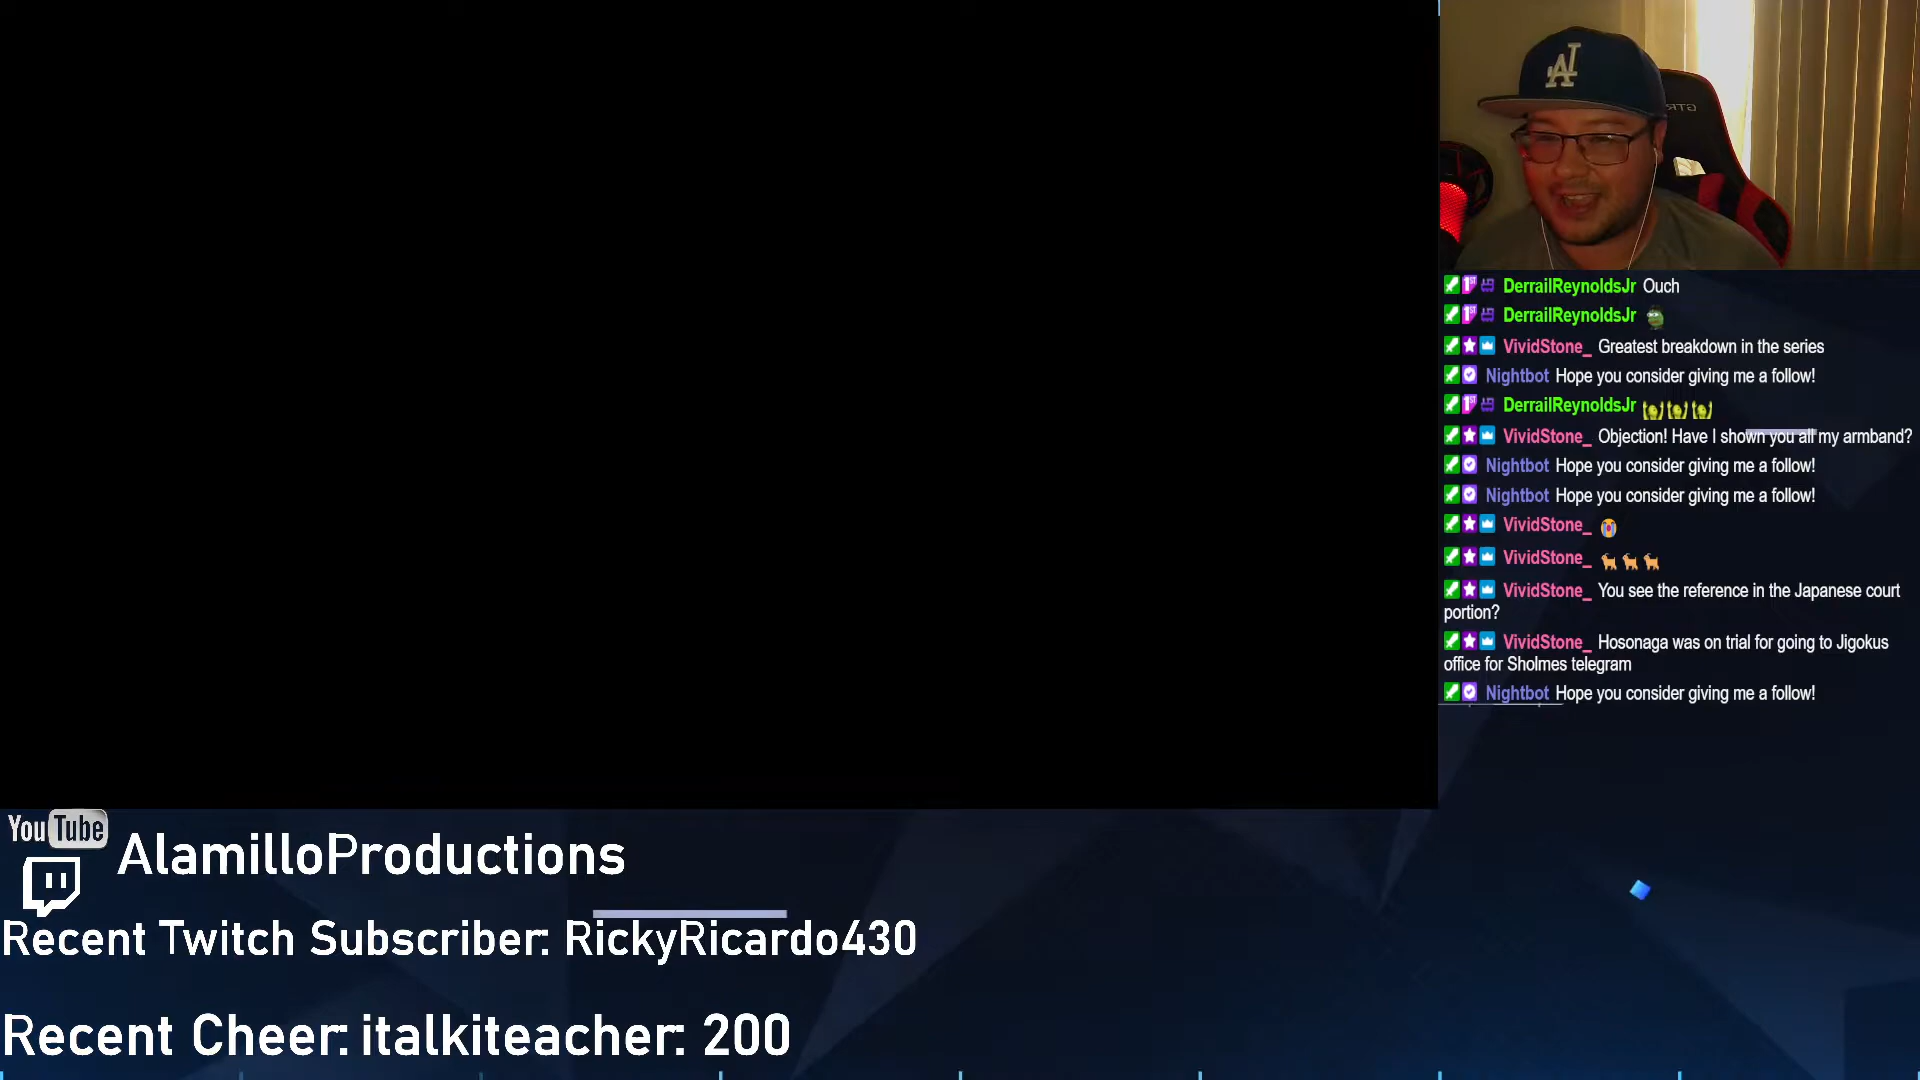 GTR
DerrailReynoldsJr Ouch
DerrailReynoldsJr
VividStone_ Greatest breakdown in the series
Nightbot Hope you consider giving me a follow!
DerrailReynoldsJr
VividStone_ Objection! Have I shown you all my armband?
Nightbot Hope you consider giving me a follow!
Nightbot Hope you consider giving me a follow!
VividStone_
VividStone_
VividStone_ You see the reference in the Japanese court
portion?
VividStone_ Hosonaga was on trial for going to Jigokus
office for Sholmes telegram
Nightbot Hope you consider giving me a follow!
YouTube
AlamilloProductions
Recent Twitch Subscriber: RickyRicardo430
Recent Cheer: italkiteacher: 200